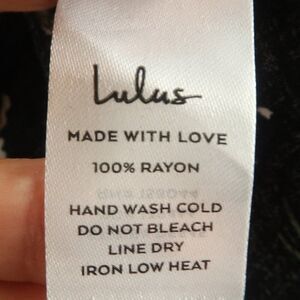 Lulus
MADE WITH LOVE
100% RAYON
HAND WASH COLD
DO NOT BLEACH
LINE DRY
IRON LOW HEAT